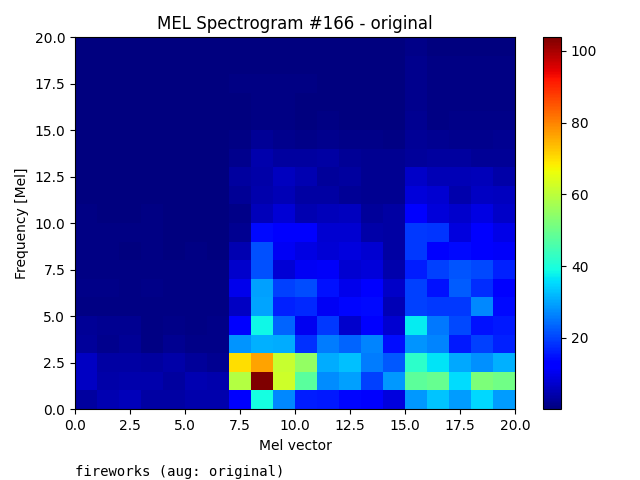 MEL Spectrogram #166 - original
20.0
17.5
15.0
12.5
10.0
7.5
5.0
2.5
0.0
Frequency [Mel]
0.0 2.5 5.0 7.5 10.0 12.5 15.0 17.5 20.0
Mel vector
100
80
60
40
20
fireworks (aug: original)